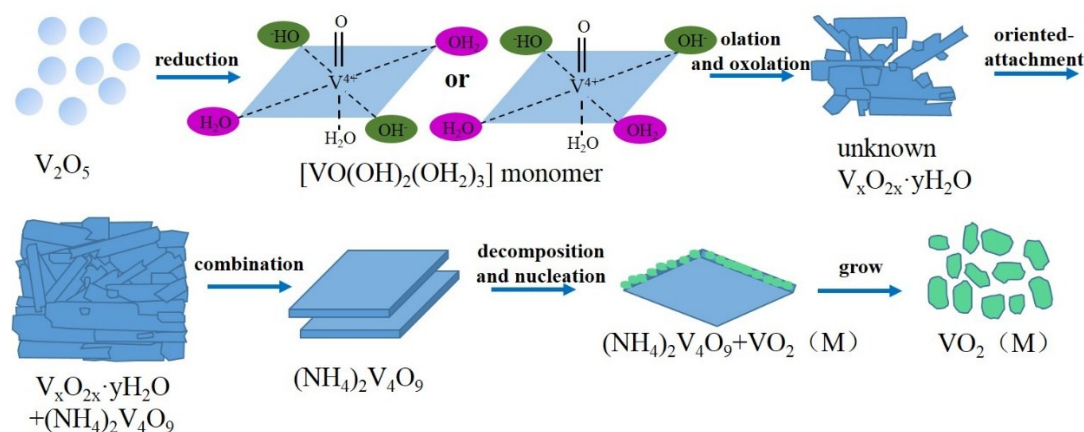 V₂O₅
reduction
O
⁻HO
OH₂
V⁴⁺
H₂O
H₂O
OH⁻
or
O
⁻HO
OH⁻
V⁴⁺
H₂O
H₂O
OH₂
[VO(OH)₂(OH₂)₃] monomer
olation
and oxolation
unknown
VₓO₂ₓ·yH₂O
oriented-
attachment
VₓO₂ₓ·yH₂O
+(NH₄)₂V₄O₉
combination
(NH₄)₂V₄O₉
decomposition
and nucleation
(NH₄)₂V₄O₉+VO₂（M）
grow
VO₂（M）